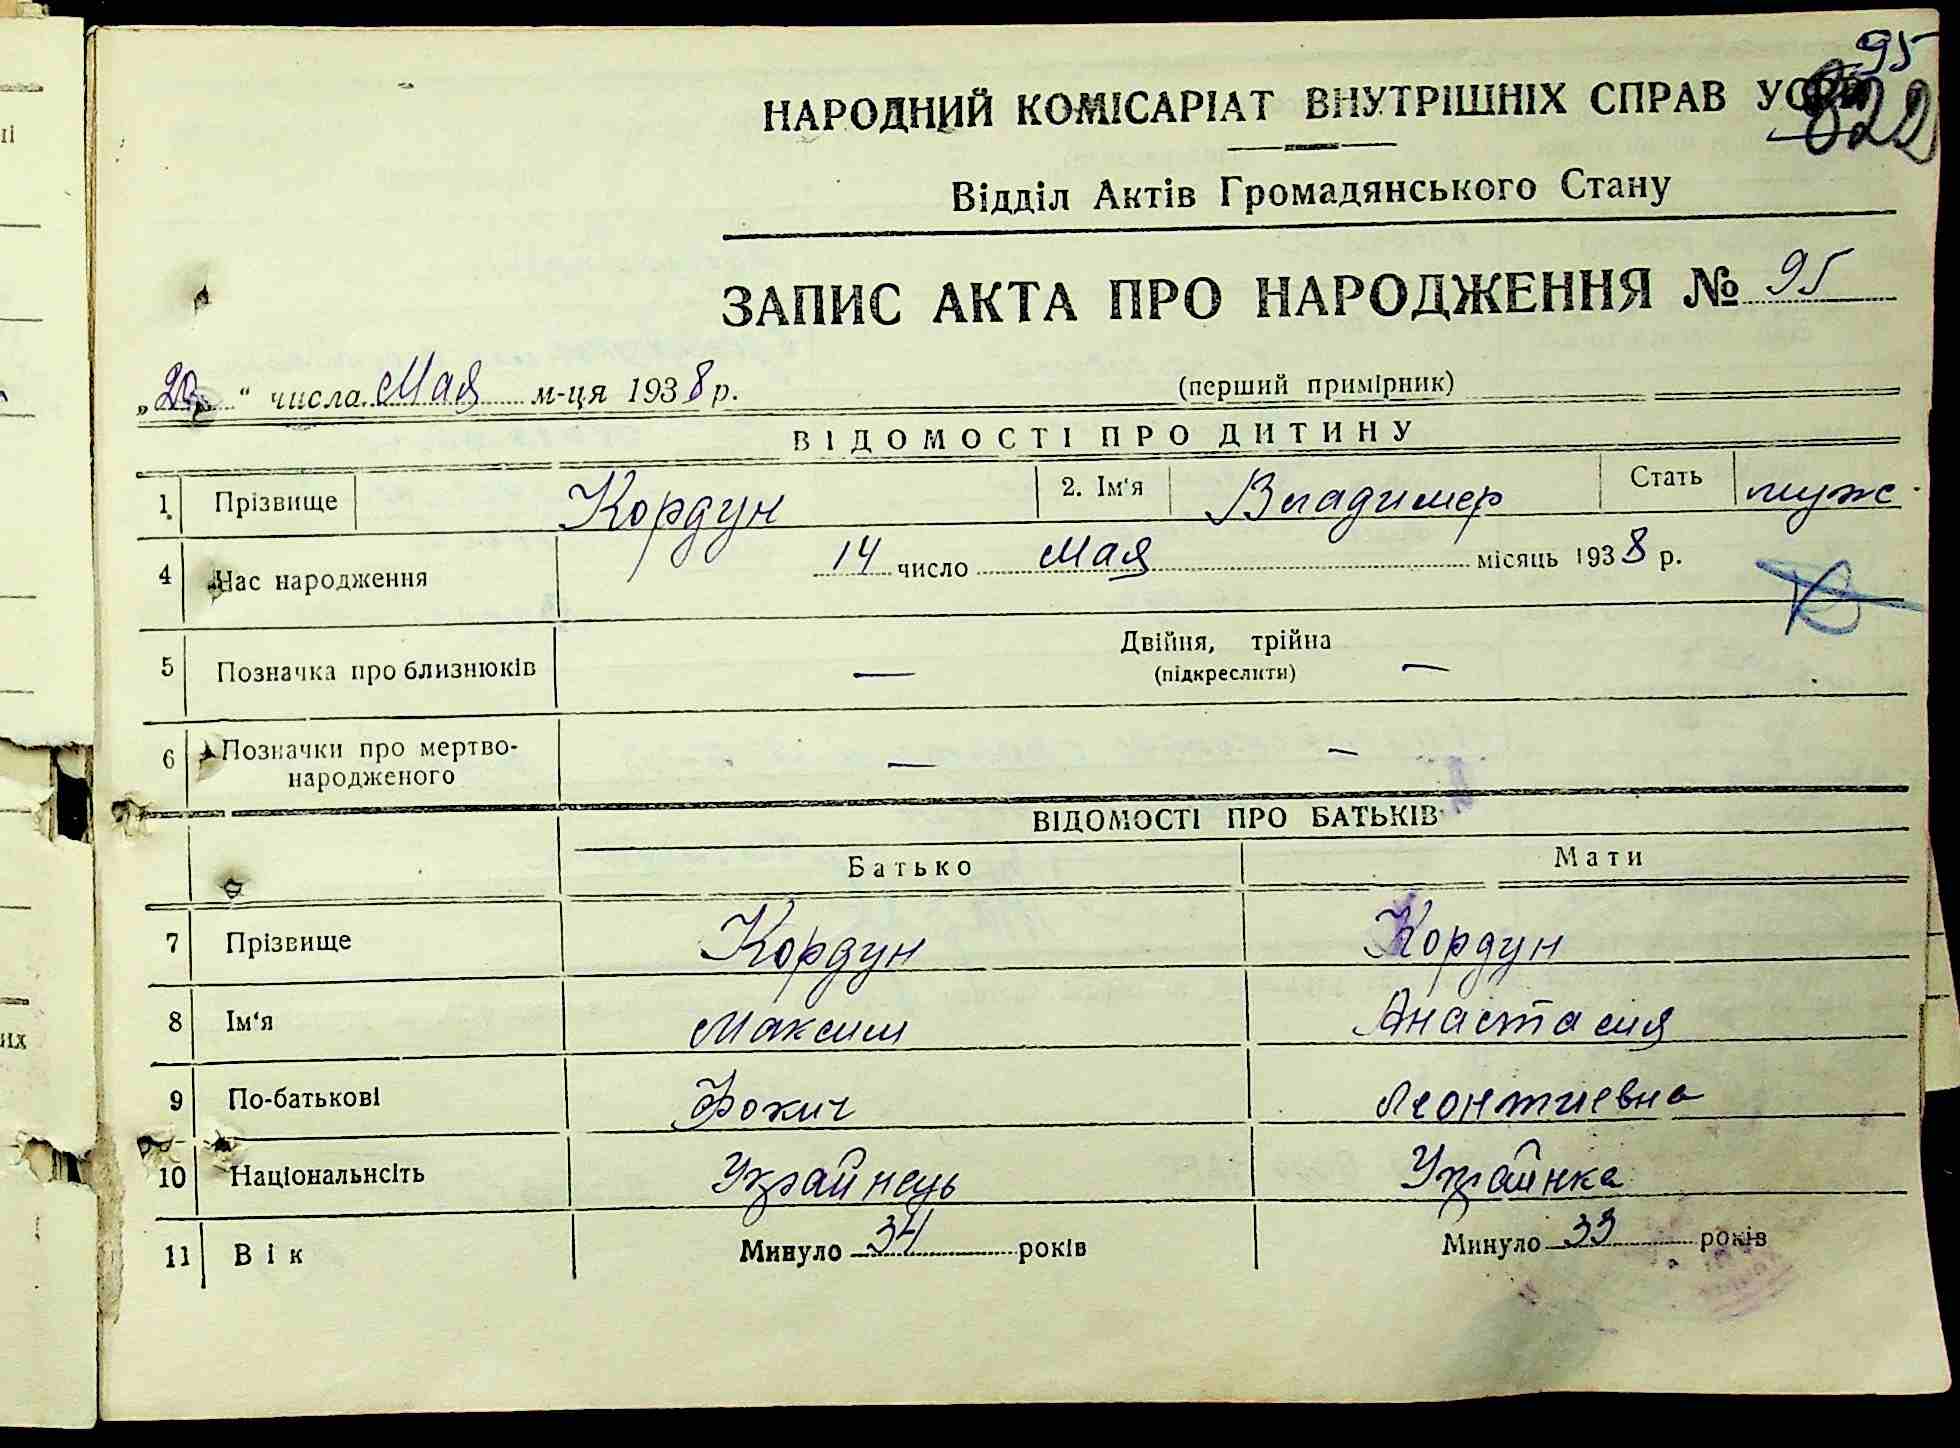 95
822
НАРОДНИЙ КОМІСАРІАТ ВНУТРІШНІХ СПРАВ УСРР
Відділ Актів Громадянського Стану
ЗАПИС АКТА ПРО НАРОДЖЕННЯ № 95
„20" числа Мая м-ця 1938 р. (перший примірник)
ВІДОМОСТІ ПРО ДИТИНУ
1. Прізвище Кордун 2. Ім'я Владимер Стать муж
4 Час народження 14 число Мая місяць 1938 р.
5 Позначка про близнюків — Двійня, трійна —
(підкреслити)
6 Позначки про мертво- — —
народженого
ВІДОМОСТІ ПРО БАТЬКІВ
Батько Мати
7 Прізвище Кордун Кордун
8 Ім'я Максим Анастасия
9 По-батькові Фокич Леонтиевна
10 Національнсіть Украйнець Украинка
11 Вік Минуло 34 років Минуло 33 років
их